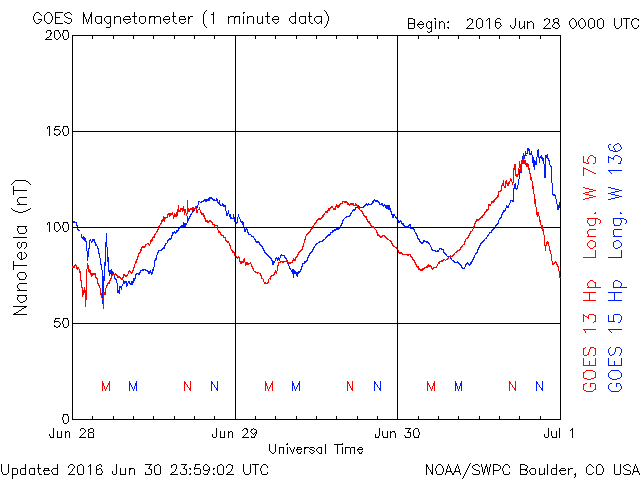 GOES Magnetometer (1 minute data)
Begin: 2016 Jun 28 0000 UTC
200
150
100
50
0
NanoTesla (nT)
M M N N M M N N M M N N
Jun 28 Jun 29 Jun 30 Jul 1
Universal Time
GOES 13 Hp Long. W 75
GOES 15 Hp Long. W 136
Updated 2016 Jun 30 23:59:02 UTC
NOAA/SWPC Boulder, CO USA